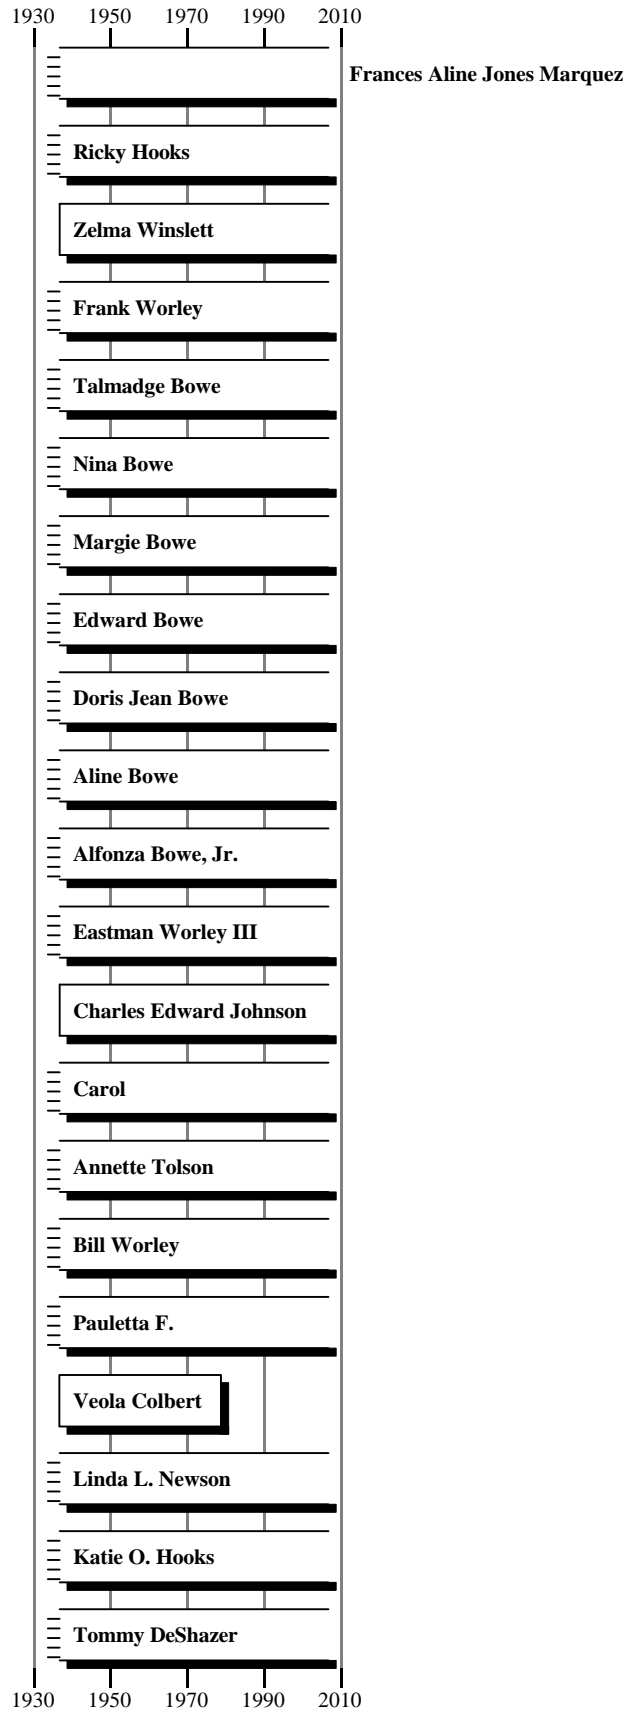 1930 1950 1970 1990 2010
Frances Aline Jones Marquez
Ricky Hooks
Zelma Winslett
Frank Worley
Talmadge Bowe
Nina Bowe
Margie Bowe
Edward Bowe
Doris Jean Bowe
Aline Bowe
Alfonza Bowe, Jr.
Eastman Worley III
Charles Edward Johnson
Carol
Annette Tolson
Bill Worley
Pauletta F.
Veola Colbert
Linda L. Newson
Katie O. Hooks
Tommy DeShazer
1930 1950 1970 1990 2010